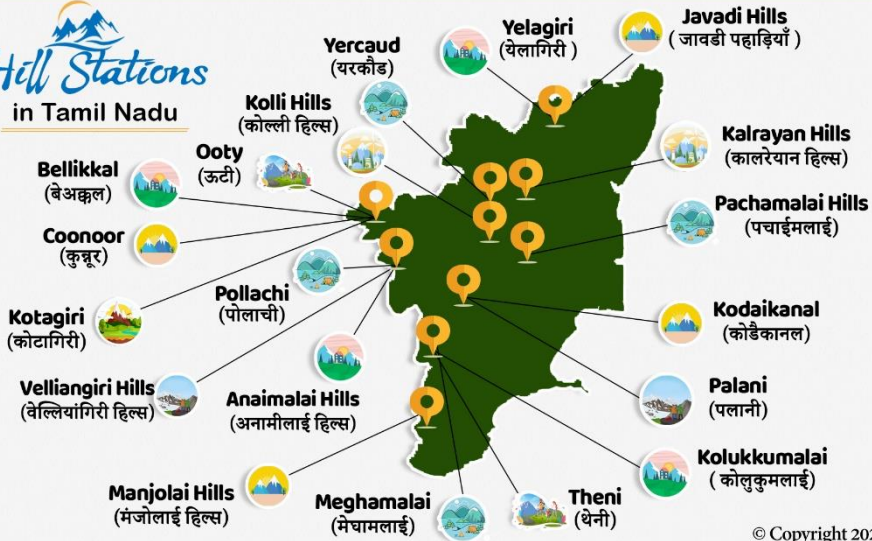 Hill Stations
in Tamil Nadu
Yelagiri
(येलागिरी )
Javadi Hills
( जावडी पहाड़ियाँ )
Yercaud
(यरकौड)
Kolli Hills
(कोल्ली हिल्स)
Kalrayan Hills
(कालरेयान हिल्स)
Ooty
(ऊटी)
Bellikkal
(बेअक्कल)
Pachamalai Hills
(पचाईमलाई)
Coonoor
(कुन्नूर)
Pollachi
(पोलाची)
Kotagiri
(कोटागिरी)
Kodaikanal
(कोडैकानल)
Velliangiri Hills
(वेल्लियांगिरी हिल्स)
Anaimalai Hills
(अनामीलाई हिल्स)
Palani
(पलानी)
Kolukkumalai
( कोलुकुमलाई)
Manjolai Hills
(मंजोलाई हिल्स)
Meghamalai
(मेघामलाई)
Theni
(थेनी)
© Copyright